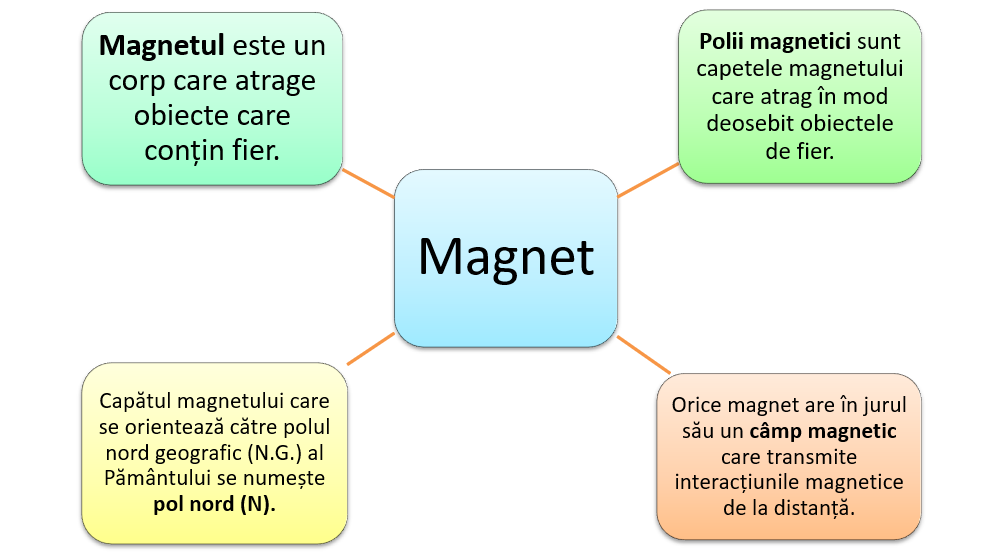 Magnetul este un
corp care atrage
obiecte care
conțin fier.
Polii magnetici sunt
capetele magnetului
care atrag în mod
deosebit obiectele
de fier.
Magnet
Capătul magnetului care
se orientează către polul
nord geografic (N.G.) al
Pământului se numește
pol nord (N).
Orice magnet are în jurul
său un câmp magnetic
care transmite
interacțiunile magnetice
de la distanță.